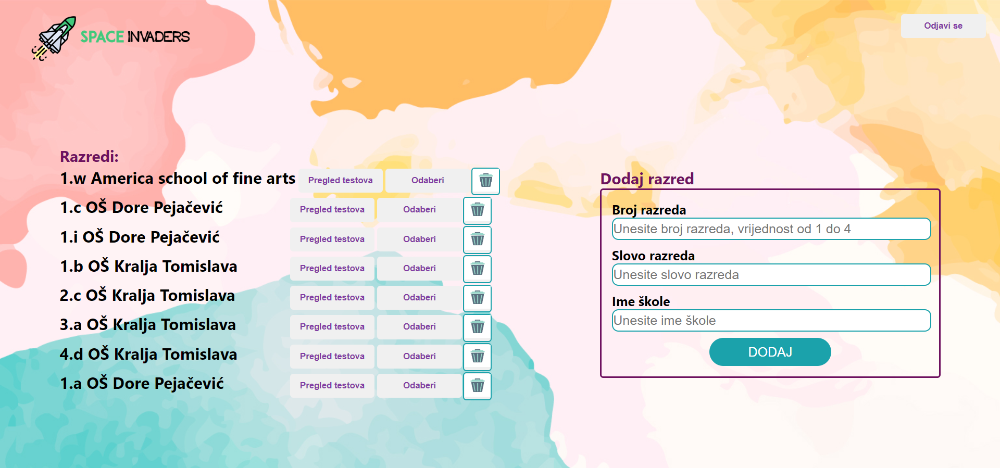 SPACE INVADERS
Odjavi se
Razredi:
1.w America school of fine arts Pregled testova Odaberi
1.c OŠ Dore Pejačević Pregled testova Odaberi
1.i OŠ Dore Pejačević Pregled testova Odaberi
1.b OŠ Kralja Tomislava Pregled testova Odaberi
2.c OŠ Kralja Tomislava Pregled testova Odaberi
3.a OŠ Kralja Tomislava Pregled testova Odaberi
4.d OŠ Kralja Tomislava Pregled testova Odaberi
1.a OŠ Dore Pejačević Pregled testova Odaberi
Dodaj razred
Broj razreda
Unesite broj razreda, vrijednost od 1 do 4
Slovo razreda
Unesite slovo razreda
Ime škole
Unesite ime škole
DODAJ